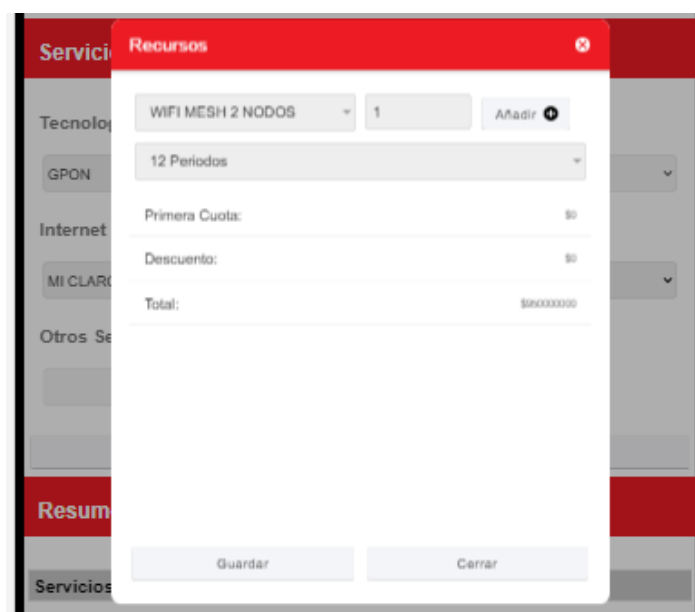 Servici
Recursos
WIFI MESH 2 NODOS
1
Añadir
Tecnolo
12 Periodos
GPON
Primera Cuota:
$0
Internet
Descuento:
$0
MI CLARO
Total:
Otros Se
Resum
Guardar
Cerrar
Servicios